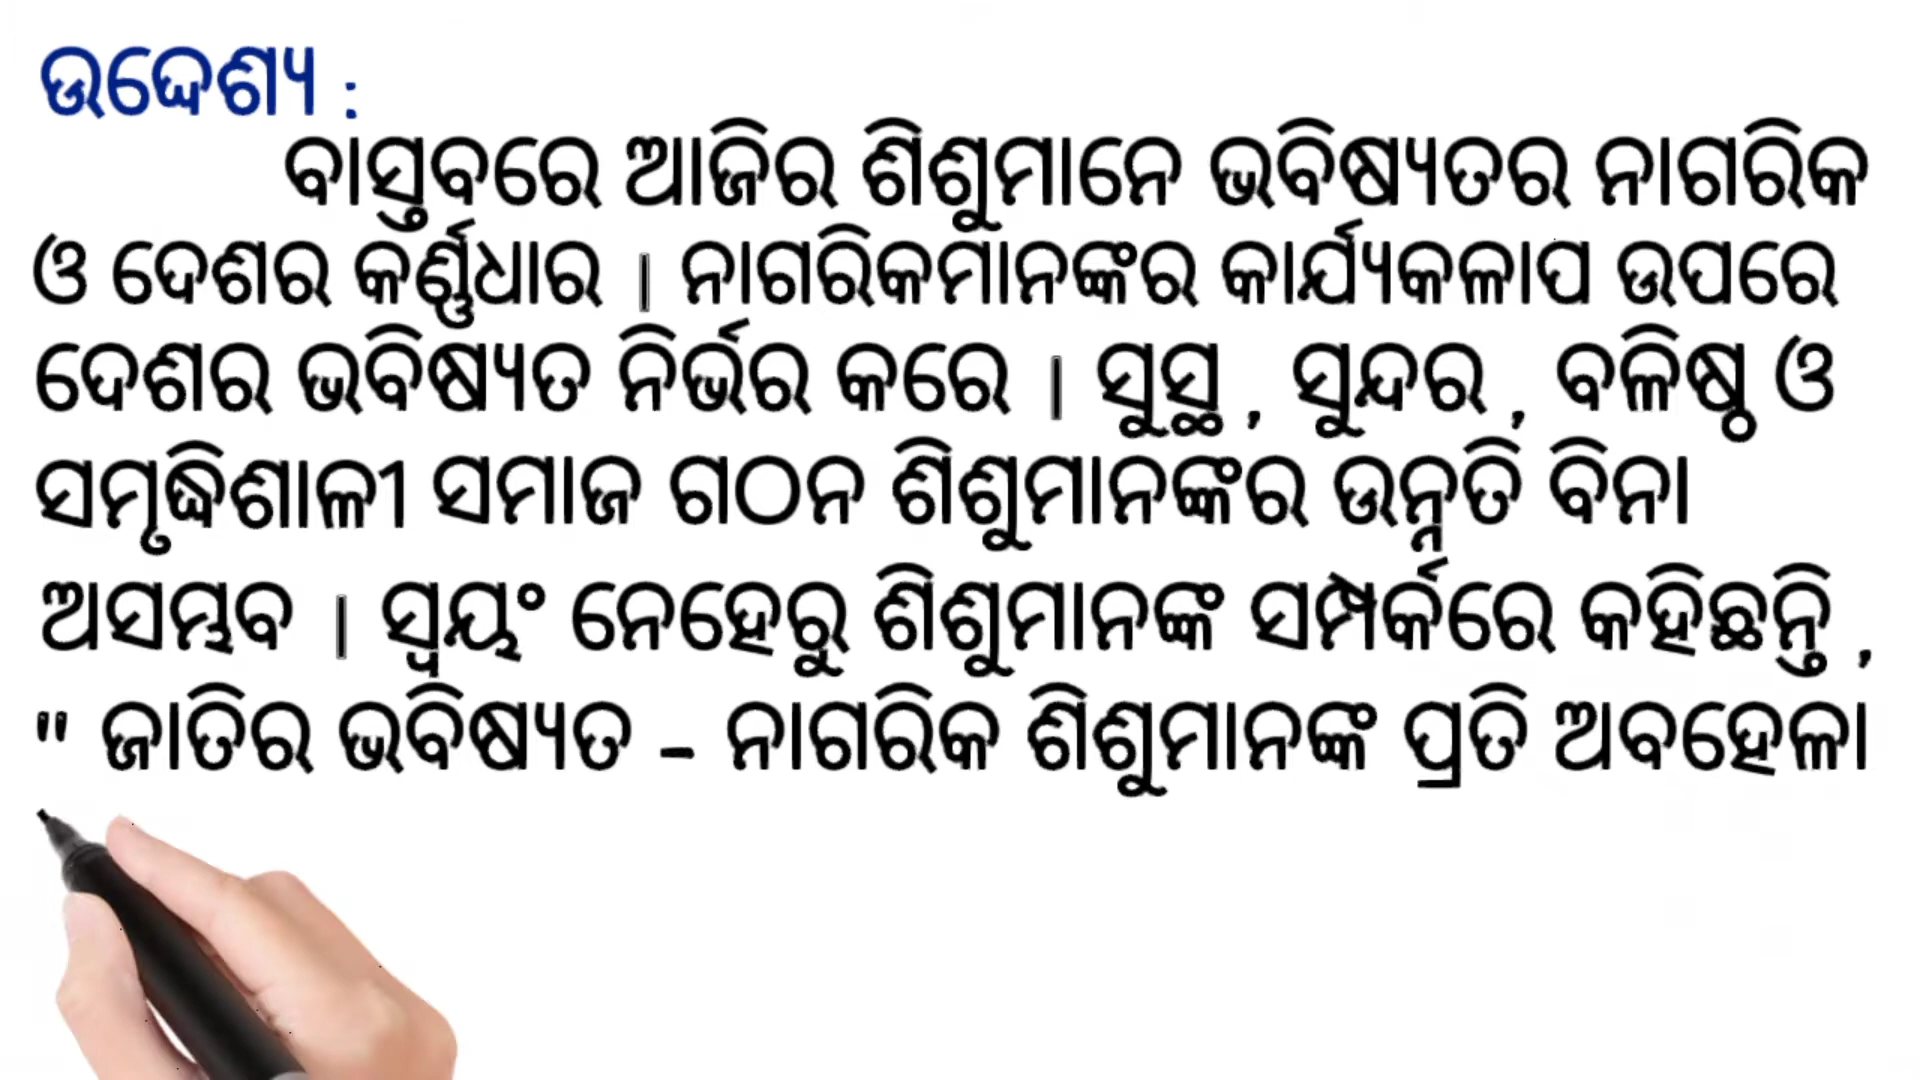 ଉଦ୍ଦେଶ୍ୟ :
ବାସ୍ତବରେ ଆଜିର ଶିଶୁମାନେ ଭବିଷ୍ୟତର ନାଗରିକ
ଓ ଦେଶର କର୍ଣ୍ଣଧାର । ନାଗରିକମାନଙ୍କର କାର୍ଯ୍ୟକଳାପ ଉପରେ
ଦେଶର ଭବିଷ୍ୟତ ନିର୍ଭର କରେ । ସୁସ୍ଥ , ସୁନ୍ଦର , ବଳିଷ୍ଠ ଓ
ସମୃଦ୍ଧିଶାଳୀ ସମାଜ ଗଠନ ଶିଶୁମାନଙ୍କର ଉନ୍ନତି ବିନା
ଅସମ୍ଭବ । ସ୍ୱୟଂ ନେହେରୁ ଶିଶୁମାନଙ୍କ ସମ୍ପର୍କରେ କହିଛନ୍ତି ,
" ଜାତିର ଭବିଷ୍ୟତ - ନାଗରିକ ଶିଶୁମାନଙ୍କ ପ୍ରତି ଅବହେଳା